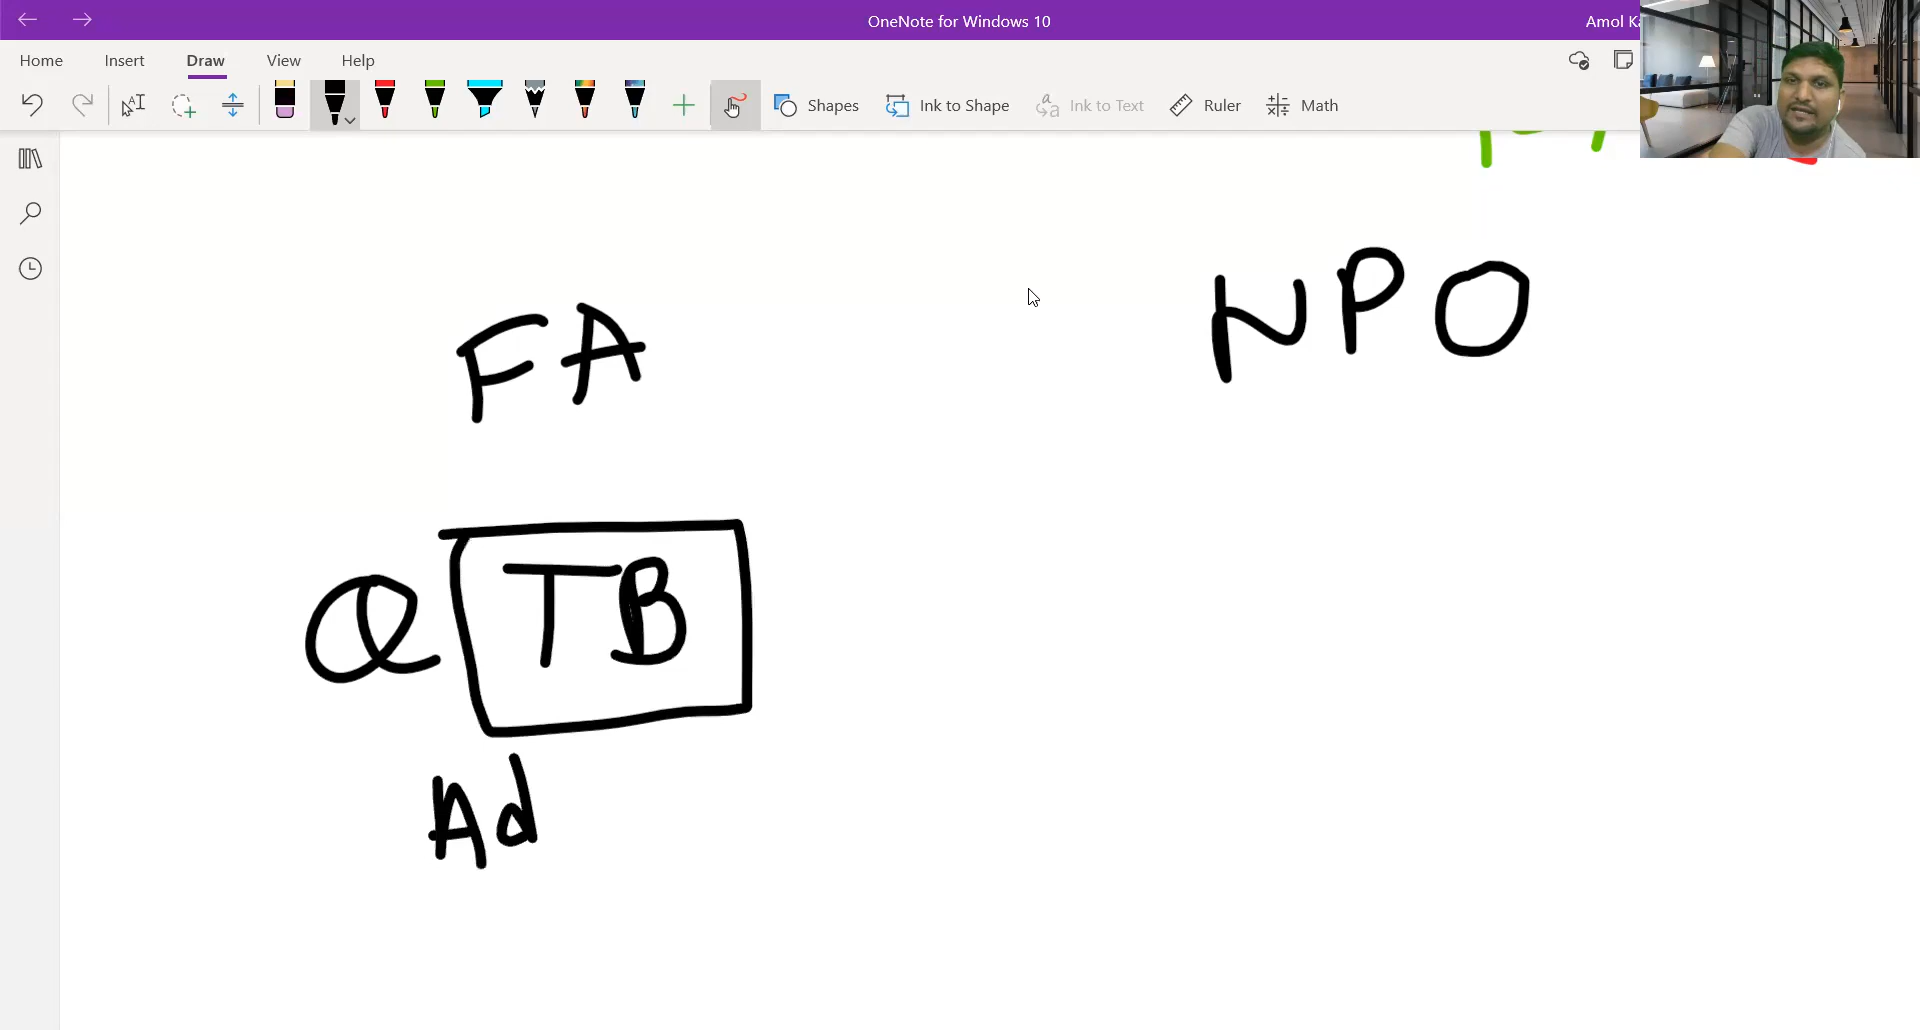 OneNote for Windows 10
Amol Ka
Home Insert Draw View Help
Shapes Ink to Shape Ink to Text Ruler Math
NPO
FA
Q TB
Ad